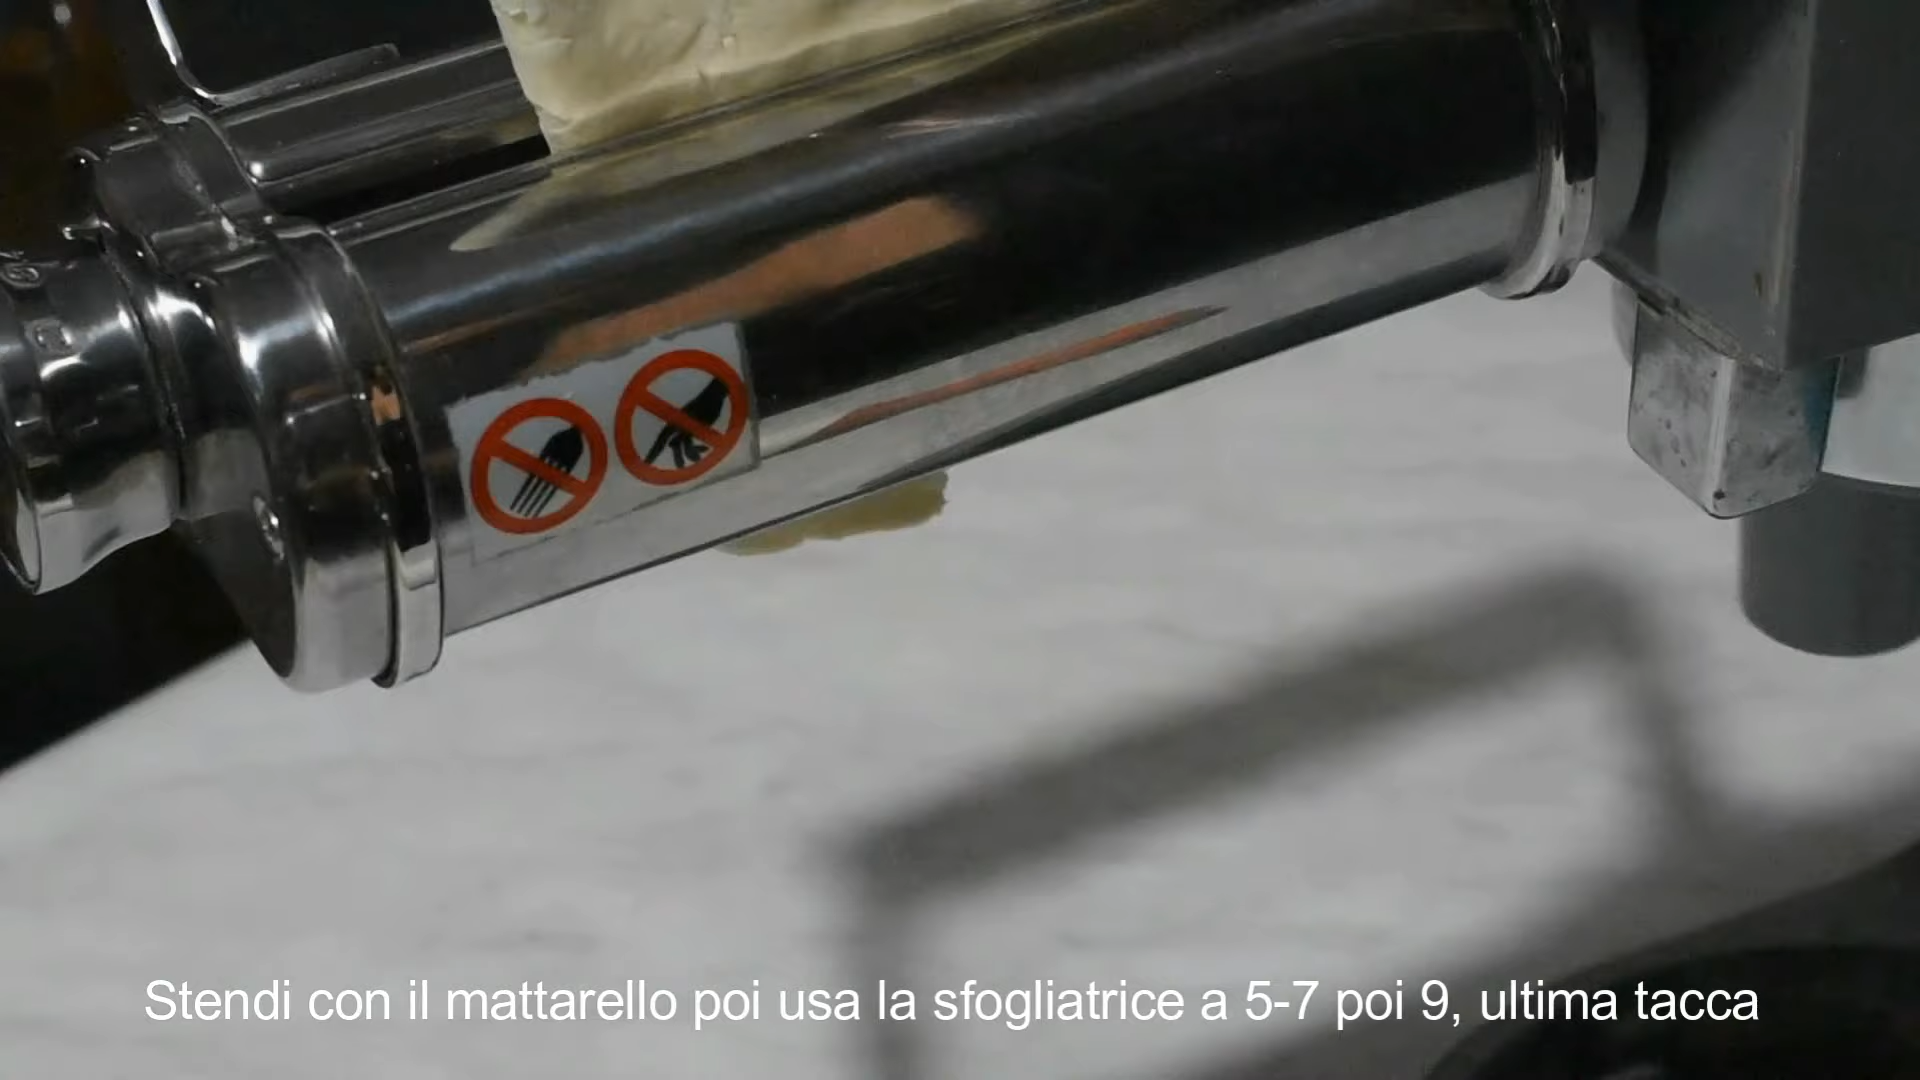 Stendi con il mattarello poi usa la sfogliatrice a 5-7 poi 9, ultima tacca